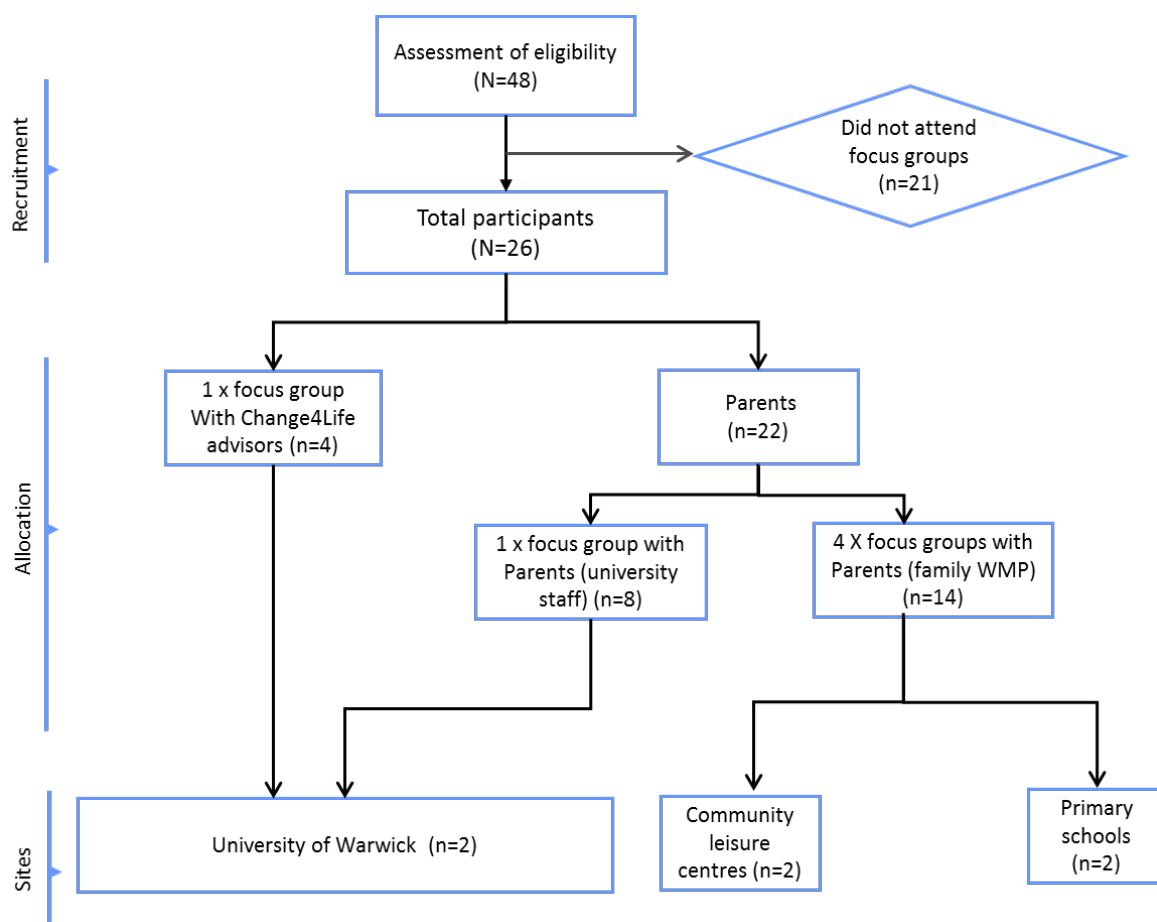 Recruitment
Assessment of eligibility
(N=48)
Did not attend
focus groups
(n=21)
Total participants
(N=26)
Allocation
1 x focus group
With Change4Life
advisors (n=4)
Parents
(n=22)
1 x focus group with
Parents (university
staff) (n=8)
4 X focus groups with
Parents (family WMP)
(n=14)
Sites
University of Warwick (n=2)
Community
leisure
centres (n=2)
Primary
schools
(n=2)